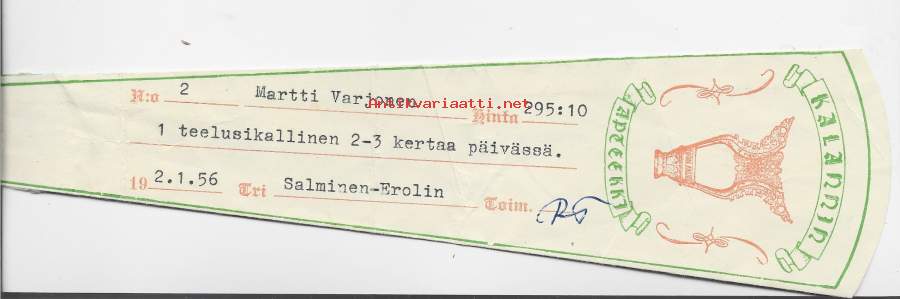 N:o 2 Martti Varjonen
Antikvariaatti.net
Hinta 295:10
1 teelusikallinen 2-3 kertaa päivässä.
19 2.1.56 Tri Salminen-Erolin
Toim.
KALANNIN
APTEEKKI